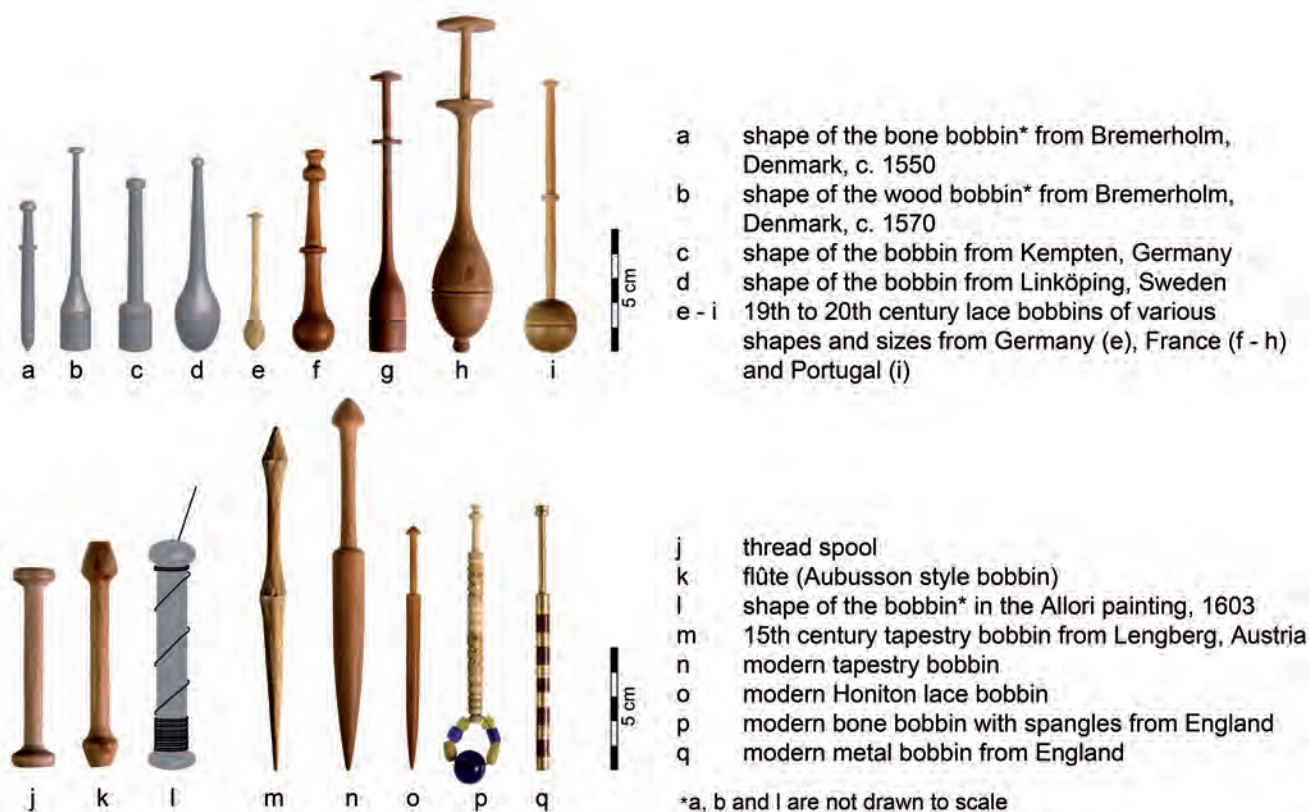 a shape of the bone bobbin* from Bremerholm,
Denmark, c. 1550
b shape of the wood bobbin* from Bremerholm,
Denmark, c. 1570
c shape of the bobbin from Kempten, Germany
d shape of the bobbin from Linköping, Sweden
e - i 19th to 20th century lace bobbins of various
shapes and sizes from Germany (e), France (f - h)
and Portugal (i)
5 cm
a b c d e f g h i
j thread spool
k flûte (Aubusson style bobbin)
l shape of the bobbin* in the Allori painting, 1603
m 15th century tapestry bobbin from Lengberg, Austria
n modern tapestry bobbin
o modern Honiton lace bobbin
p modern bone bobbin with spangles from England
q modern metal bobbin from England
5 cm
j k l m n o p q
*a, b and l are not drawn to scale